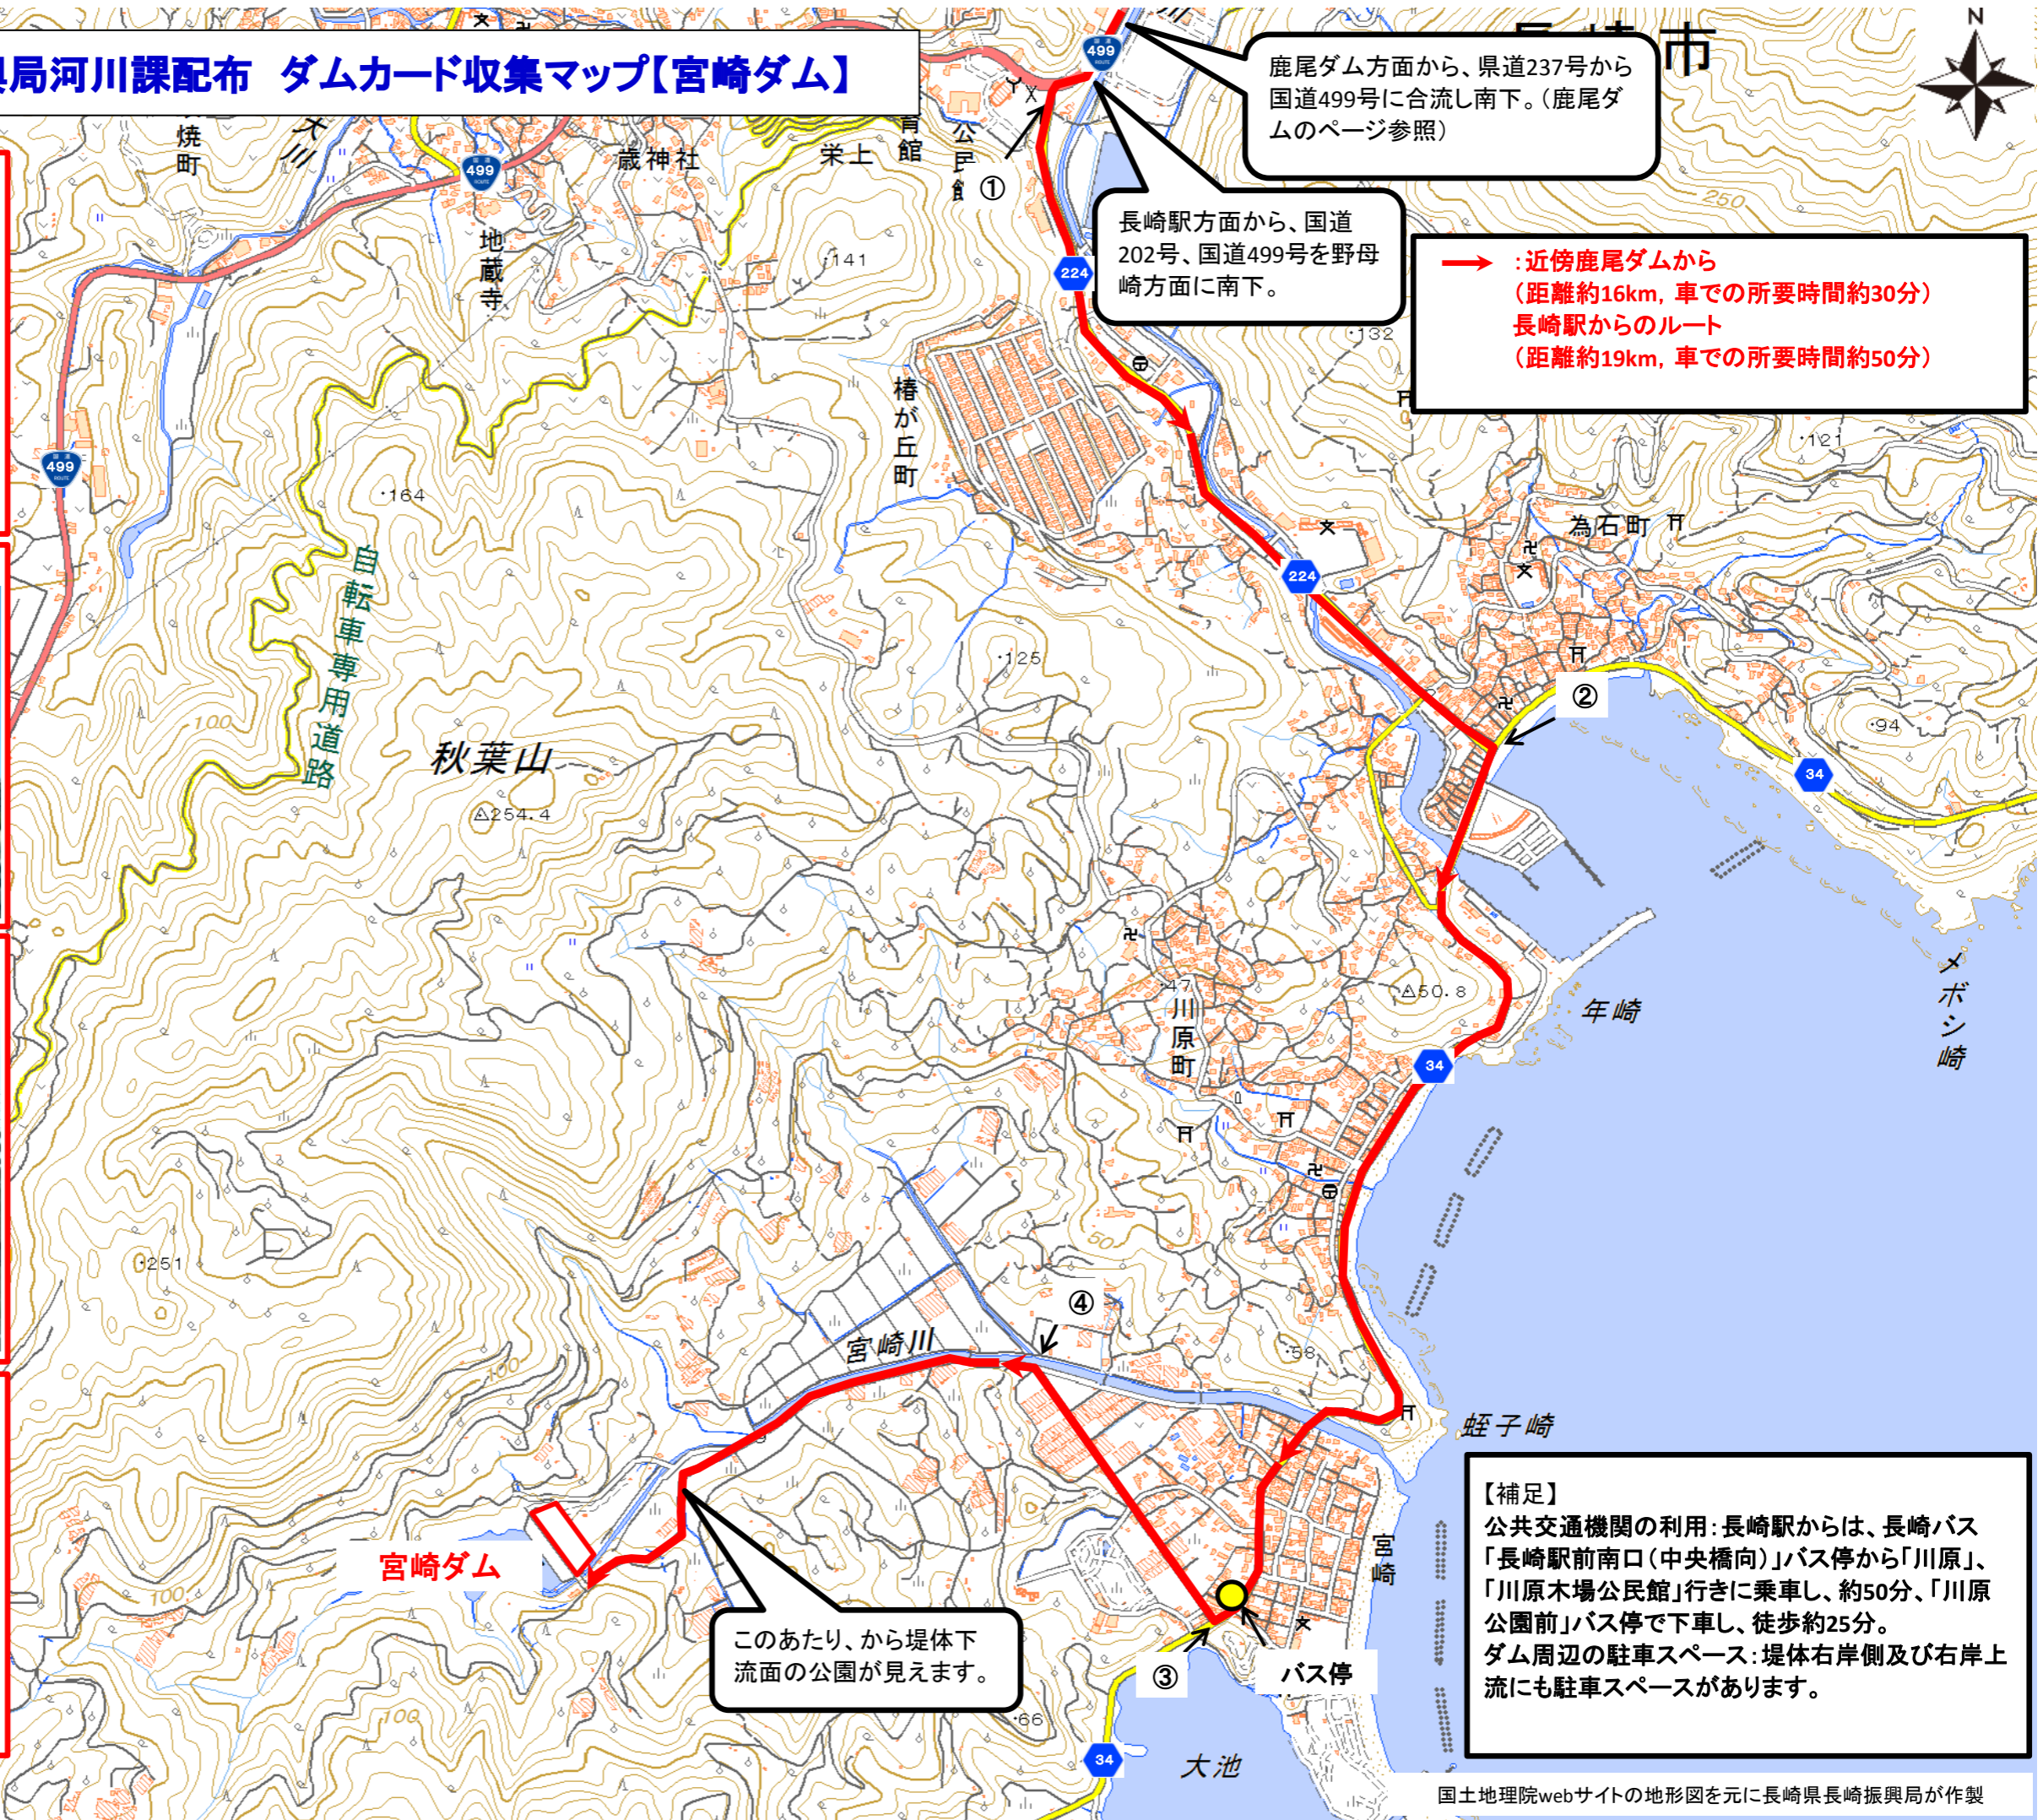 興局河川課配布 ダムカード収集マップ【宮崎ダム】
鹿尾ダム方面から、県道237号から
国道499号に合流し南下。（鹿尾ダ
ムのページ参照）
長崎駅方面から、国道
202号、国道499号を野母
崎方面に南下。
：近傍鹿尾ダムから
（距離約16km, 車での所要時間約30分）
長崎駅からのルート
（距離約19km, 車での所要時間約50分）
市
N
499
499
499
焼町
大川
地蔵寺
蔵神社
栄上
育館
公民館
①
224
141
250
132
121
椿が丘町
164
自転車専用道路
100
秋葉山
△254.4
125
224
為石町
②
94
34
メボシ崎
年崎
△50.8
47
川原町
34
251
50
58
④
宮崎川
100
9
蛭子崎
宮崎
宮崎ダム
100
100
このあたり、から堤体下
流面の公園が見えます。
③
バス停
66
34
大池
【補足】
公共交通機関の利用：長崎駅からは、長崎バス
「長崎駅前南口（中央橋向）」バス停から「川原」、
「川原木場公民館」行きに乗車し、約50分、「川原
公園前」バス停で下車し、徒歩約25分。
ダム周辺の駐車スペース：堤体右岸側及び右岸上
流にも駐車スペースがあります。
国土地理院webサイトの地形図を元に長崎県長崎振興局が作製